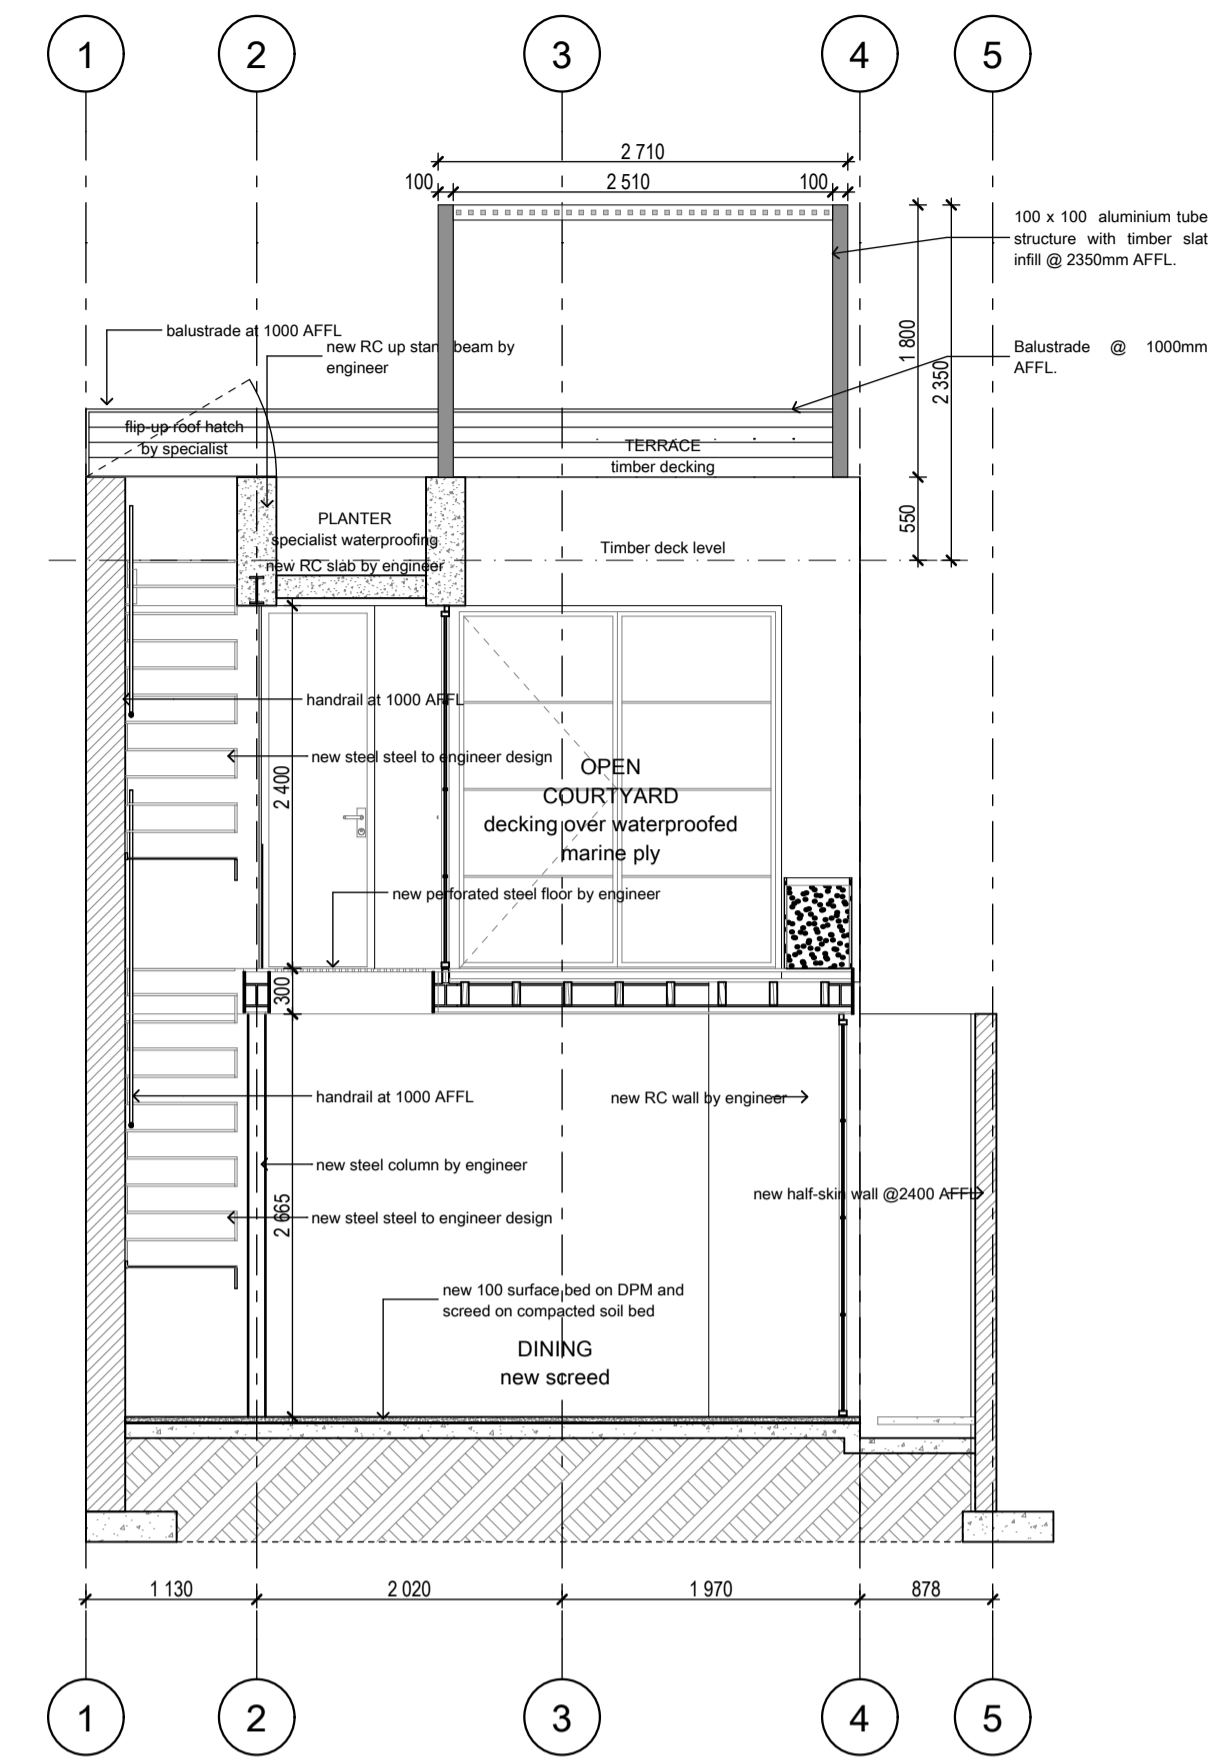 1 2 3 4 5
2 710
100 2 510 100
100 x 100 aluminium tube
structure with timber slat
infill @ 2350mm AFFL.
balustrade at 1000 AFFL
new RC up stand beam by
engineer
1 800
2 350
Balustrade @ 1000mm
AFFL.
flip-up roof hatch
by specialist
TERRACE
timber decking
PLANTER
specialist waterproofing
new RC slab by engineer
550
Timber deck level
handrail at 1000 AFFL
new steel steel to engineer design
2 400
OPEN
COURTYARD
decking over waterproofed
marine ply
new perforated steel floor by engineer
300
handrail at 1000 AFFL
new RC wall by engineer
new steel column by engineer
new half-skin wall @2400 AFFL
new steel steel to engineer design
2 665
new 100 surface bed on DPM and
screed on compacted soil bed
DINING
new screed
1 130 2 020 1 970 878
1 2 3 4 5